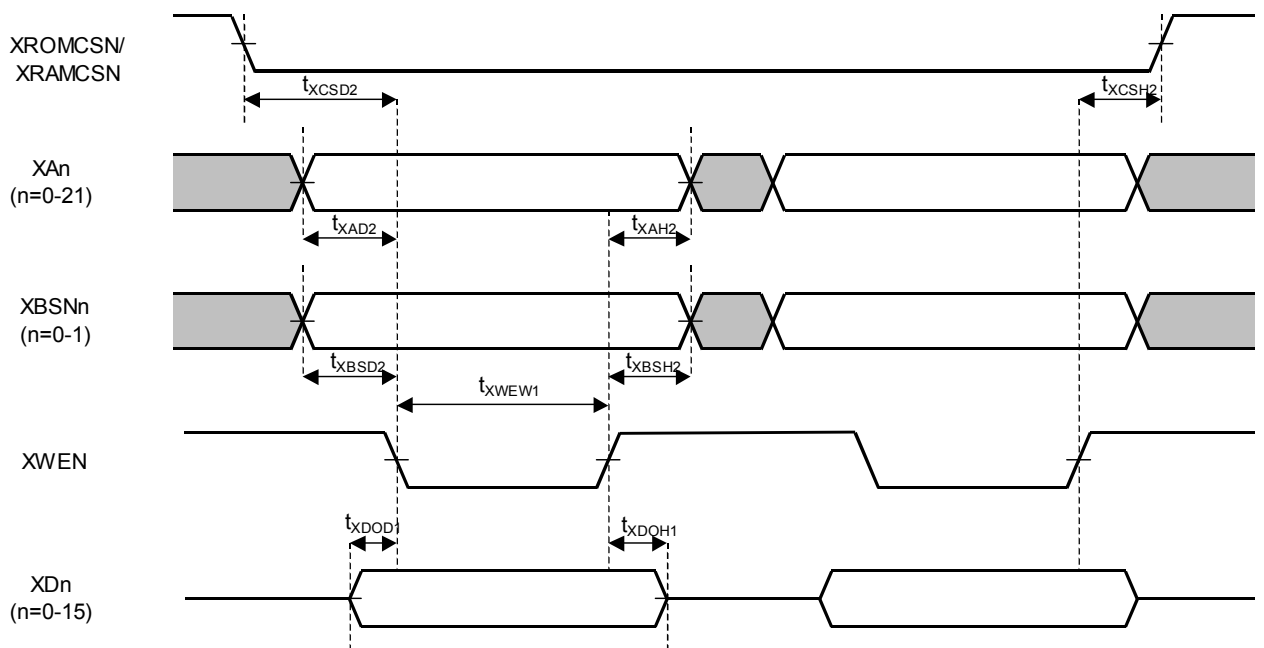 XROMCSN/
XRAMCSN
tXCSD2
tXCSH2
XAn
(n=0-21)
tXAD2
tXAH2
XBSNn
(n=0-1)
tXBSD2
tXBSH2
tXWEW1
XWEN
tXDOD1
tXDOH1
XDn
(n=0-15)